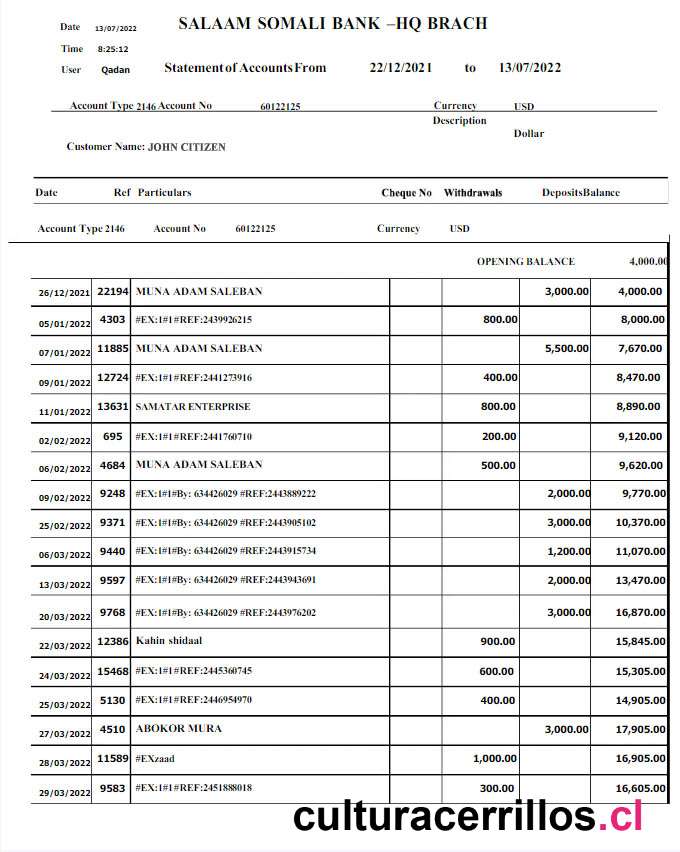 Date 13/07/2022 SALAAM SOMALI BANK –HQ BRACH
Time 8:25:12
User Qadan Statement of Accounts From 22/12/2021 to 13/07/2022
Account Type 2146 Account No 60122125 Currency USD
Description
Dollar
Customer Name: JOHN CITIZEN
Date Ref Particulars Cheque No Withdrawals DepositsBalance
Account Type 2146 Account No 60122125 Currency USD
OPENING BALANCE 4,000.00
26/12/2021 22194 MUNA ADAM SALEBAN 3,000.00 4,000.00
05/01/2022 4303 #EX:1#1#REF:2439926215 800.00 8,000.00
07/01/2022 11885 MUNA ADAM SALEBAN 5,500.00 7,670.00
09/01/2022 12724 #EX:1#1#REF:2441273916 400.00 8,470.00
11/01/2022 13631 SAMATAR ENTERPRISE 800.00 8,890.00
02/02/2022 695 #EX:1#1#REF:2441760710 200.00 9,120.00
06/02/2022 4684 MUNA ADAM SALEBAN 500.00 9,620.00
09/02/2022 9248 #EX:1#1#By: 634426029 #REF:2443889222 2,000.00 9,770.00
25/02/2022 9371 #EX:1#1#By: 634426029 #REF:2443905102 3,000.00 10,370.00
06/03/2022 9440 #EX:1#1#By: 634426029 #REF:2443915734 1,200.00 11,070.00
13/03/2022 9597 #EX:1#1#By: 634426029 #REF:2443943691 2,000.00 13,470.00
20/03/2022 9768 #EX:1#1#By: 634426029 #REF:2443976202 3,000.00 16,870.00
22/03/2022 12386 Kahin shidaal 900.00 15,845.00
24/03/2022 15468 #EX:1#1#REF:2445360745 600.00 15,305.00
25/03/2022 5130 #EX:1#1#REF:2446954970 400.00 14,905.00
27/03/2022 4510 ABOKOR MURA 3,000.00 17,905.00
28/03/2022 11589 #EXzaad 1,000.00 16,905.00
29/03/2022 9583 #EX:1#1#REF:2451888018 300.00 16,605.00
culturacerrillos.cl